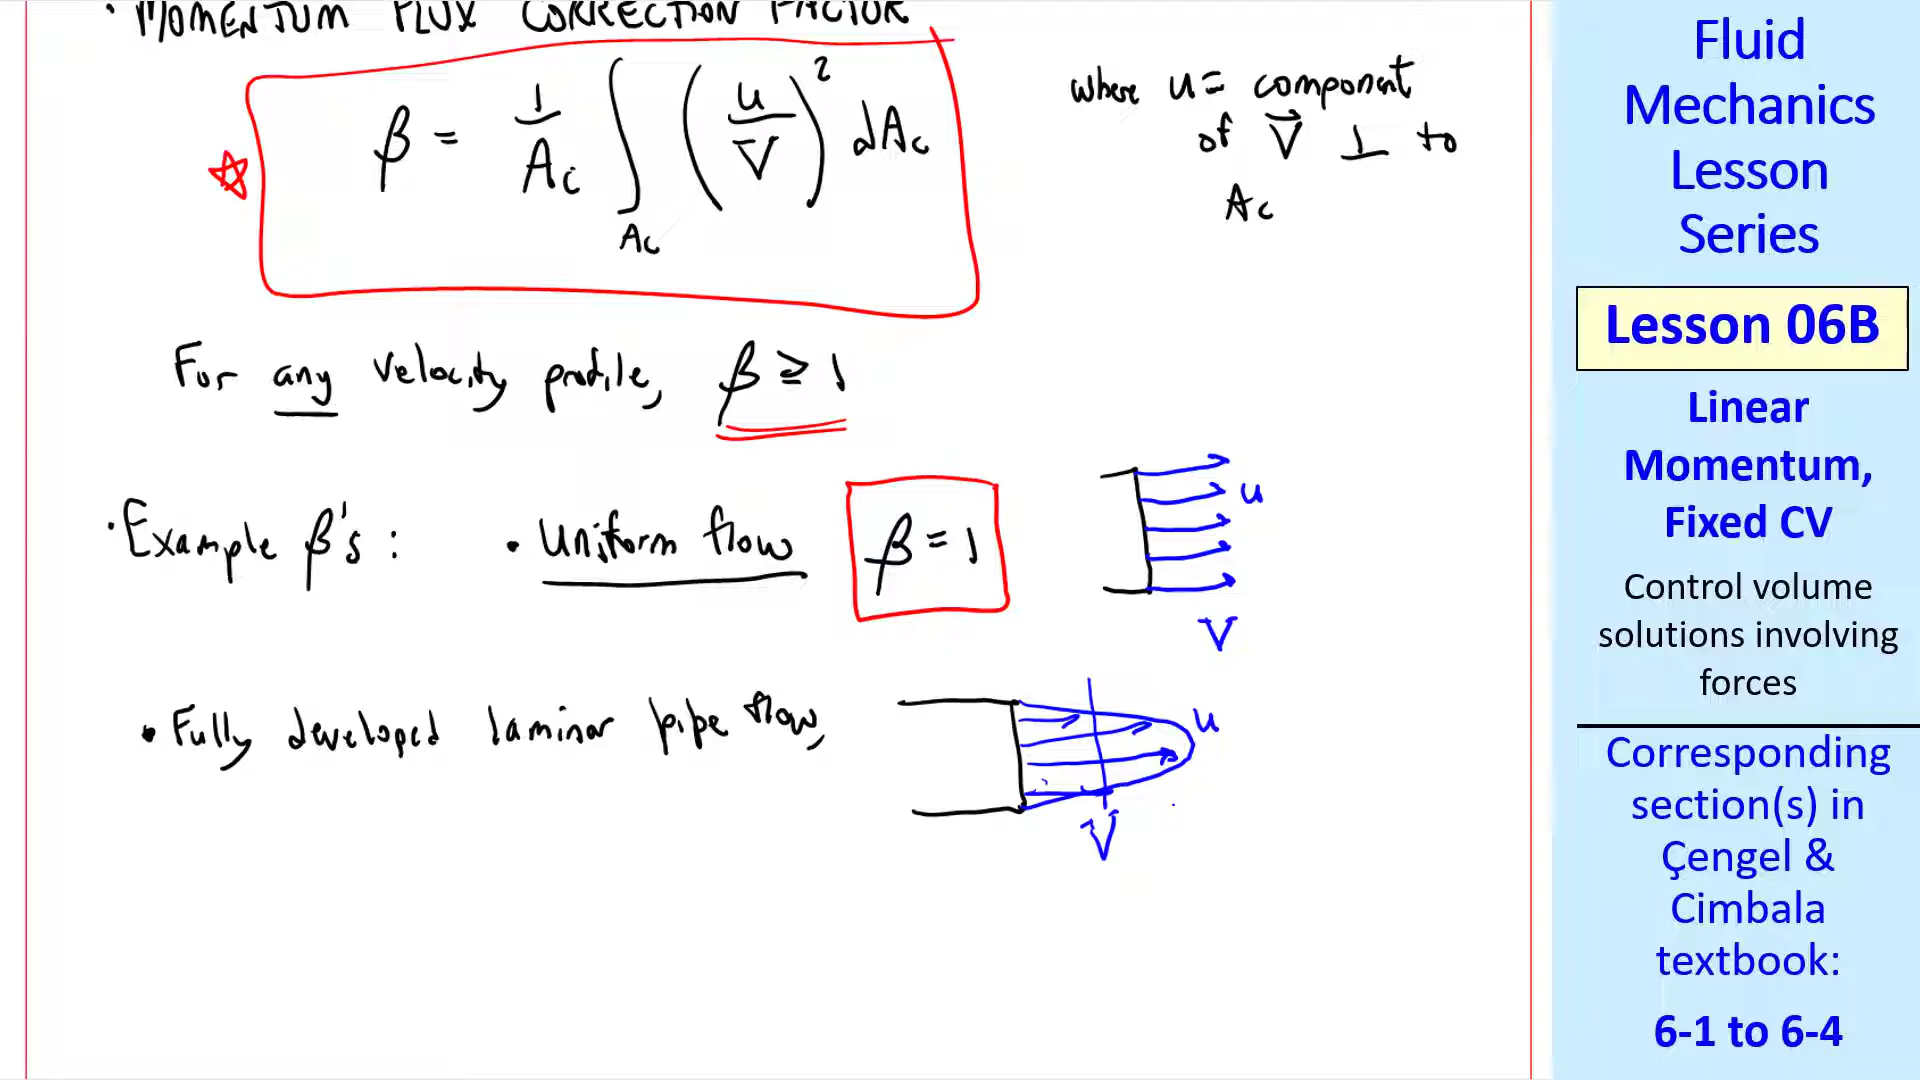 • MOMENTUM FLUX CORRECTION FACTOR
β = 1/Ac ∫Ac (u/V)² dAc
where u = component
of V⃗ ⊥ to
Ac
For any velocity profile, β ≥ 1
• Example β's : • Uniform flow β = 1
u
V
• Fully developed laminar pipe flow,
u
V
Fluid
Mechanics
Lesson
Series
Lesson 06B
Linear
Momentum,
Fixed CV
Control volume
solutions involving
forces
Corresponding
section(s) in
Çengel &
Cimbala
textbook:
6-1 to 6-4